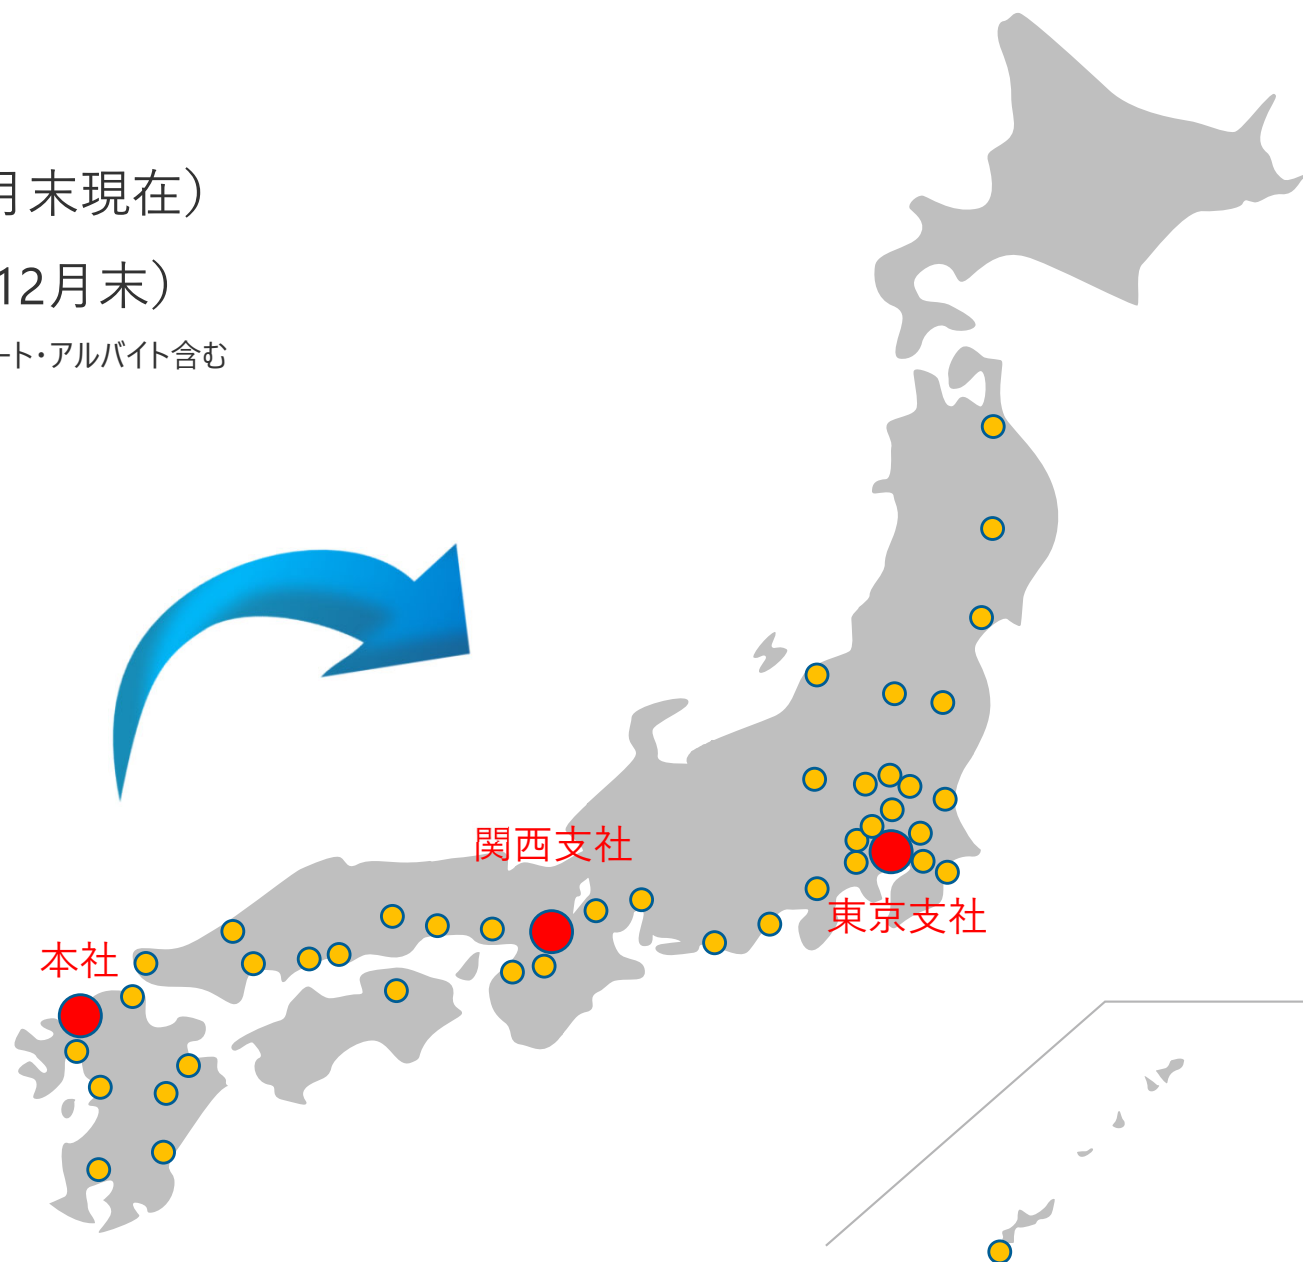 月末現在）
12月末）
ート・アルバイト含む
関西支社
東京支社
本社